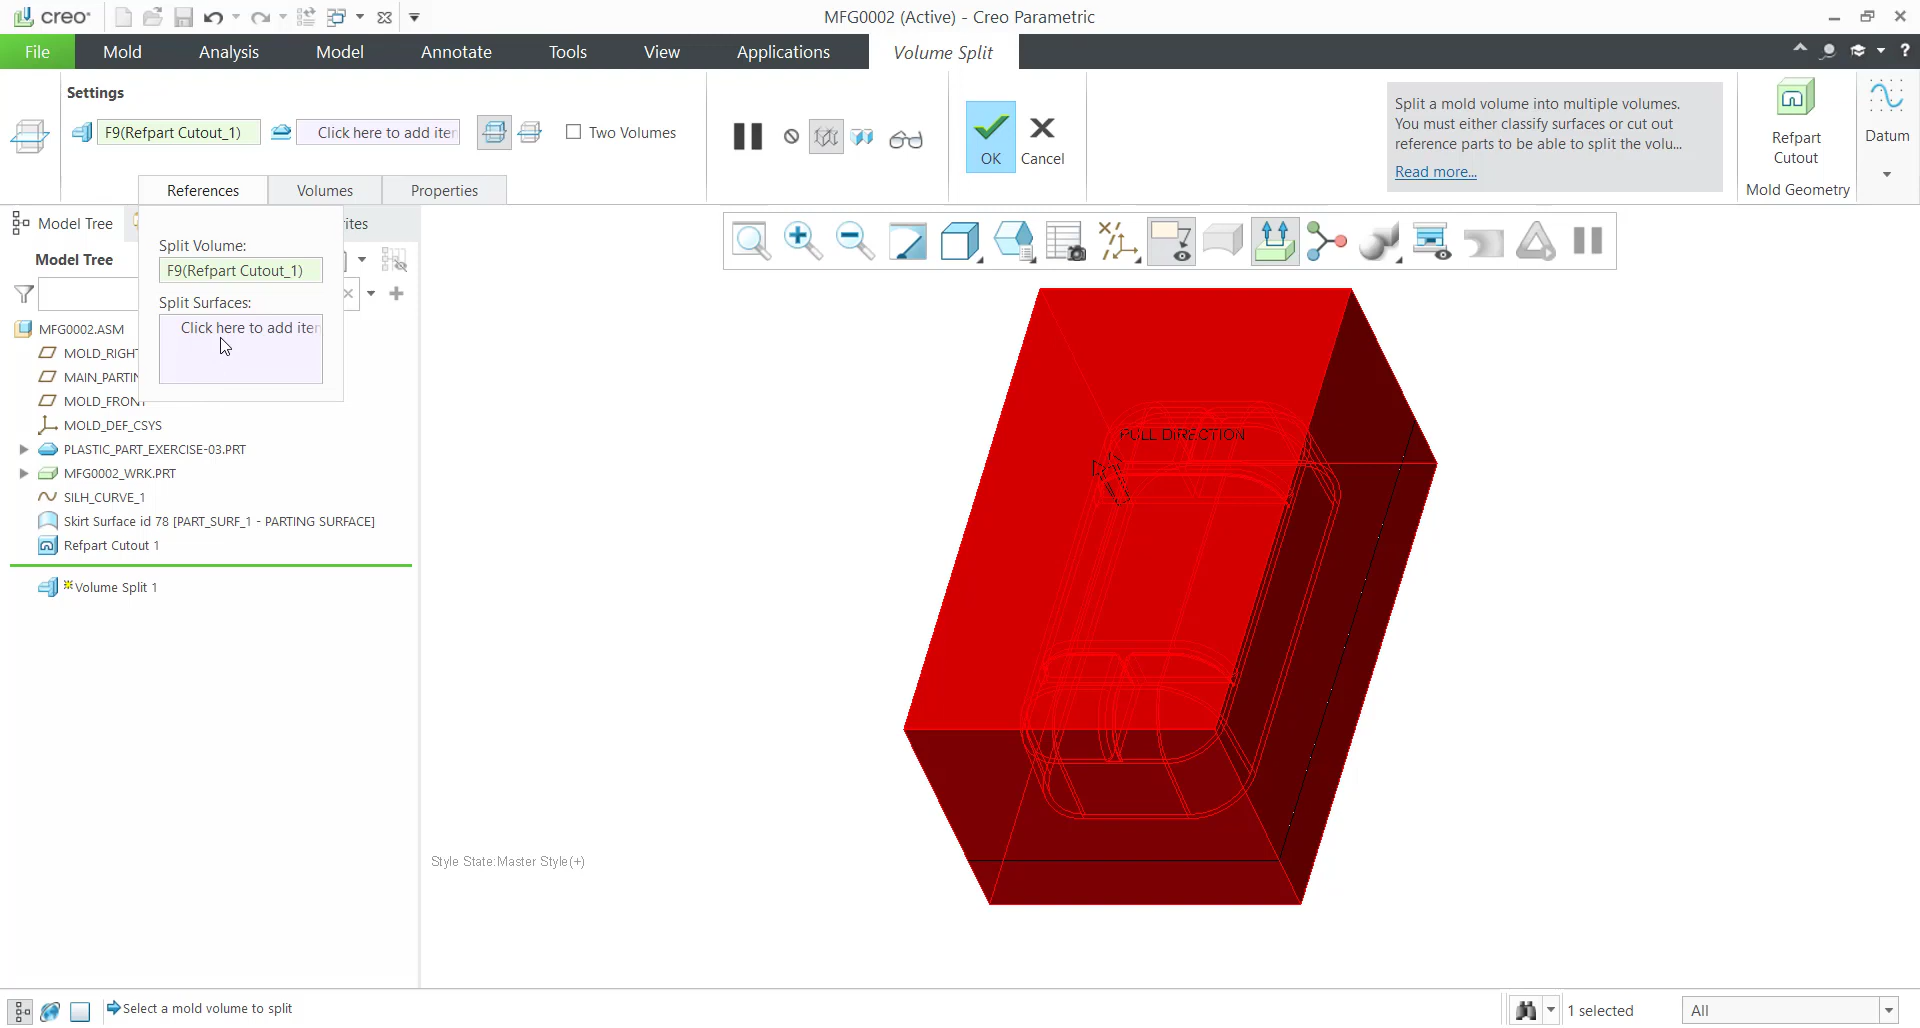 creo
MFG0002 (Active) - Creo Parametric
File
Mold
Analysis
Model
Annotate
Tools
View
Applications
Volume Split
?
Settings
F9(Refpart Cutout_1)
Click here to add iter
Two Volumes
OK
Cancel
Split a mold volume into multiple volumes.
You must either classify surfaces or cut out
reference parts to be able to split the volu...
Read more...
Refpart
Cutout
Mold Geometry
Datum
References
Volumes
Properties
Model Tree
rites
Split Volume:
F9(Refpart Cutout_1)
Split Surfaces:
Click here to add iter
Model Tree
MFG0002.ASM
MOLD_RIGHT
MAIN_PARTIN
MOLD_FRONT
MOLD_DEF_CSYS
PLASTIC_PART_EXERCISE-03.PRT
MFG0002_WRK.PRT
SILH_CURVE_1
Skirt Surface id 78 [PART_SURF_1 - PARTING SURFACE]
Refpart Cutout 1
Volume Split 1
PULL DIRECTION
Style State:Master Style(+)
Select a mold volume to split
1 selected
All